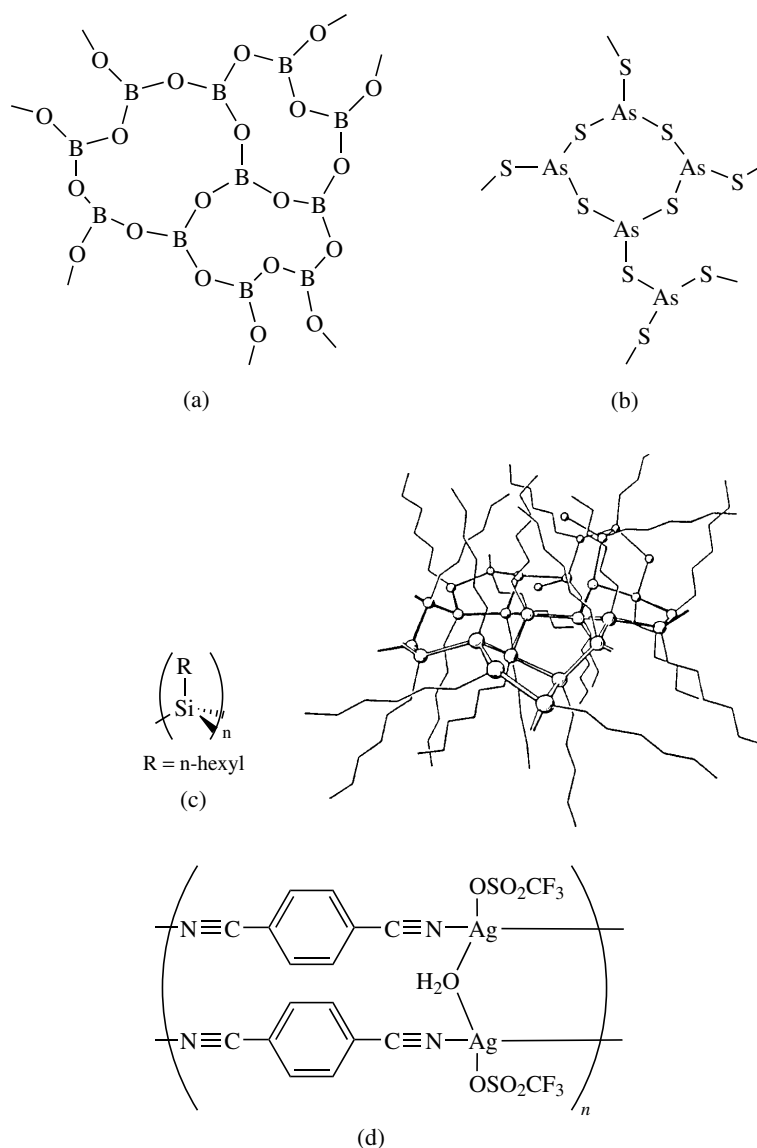 O
O O
B
O O
B B
O O
B
O O
B
O
B
O
O O B
B
O
B O
O
O B
O
B
O O
(a)
S
As
S S
S As As S
S S
As
S S
As
S
(b)
R
Si
n
R = n-hexyl
(c)
OSO₂CF₃
N≡C C≡N Ag
H₂O
N≡C C≡N Ag
OSO₂CF₃
n
(d)